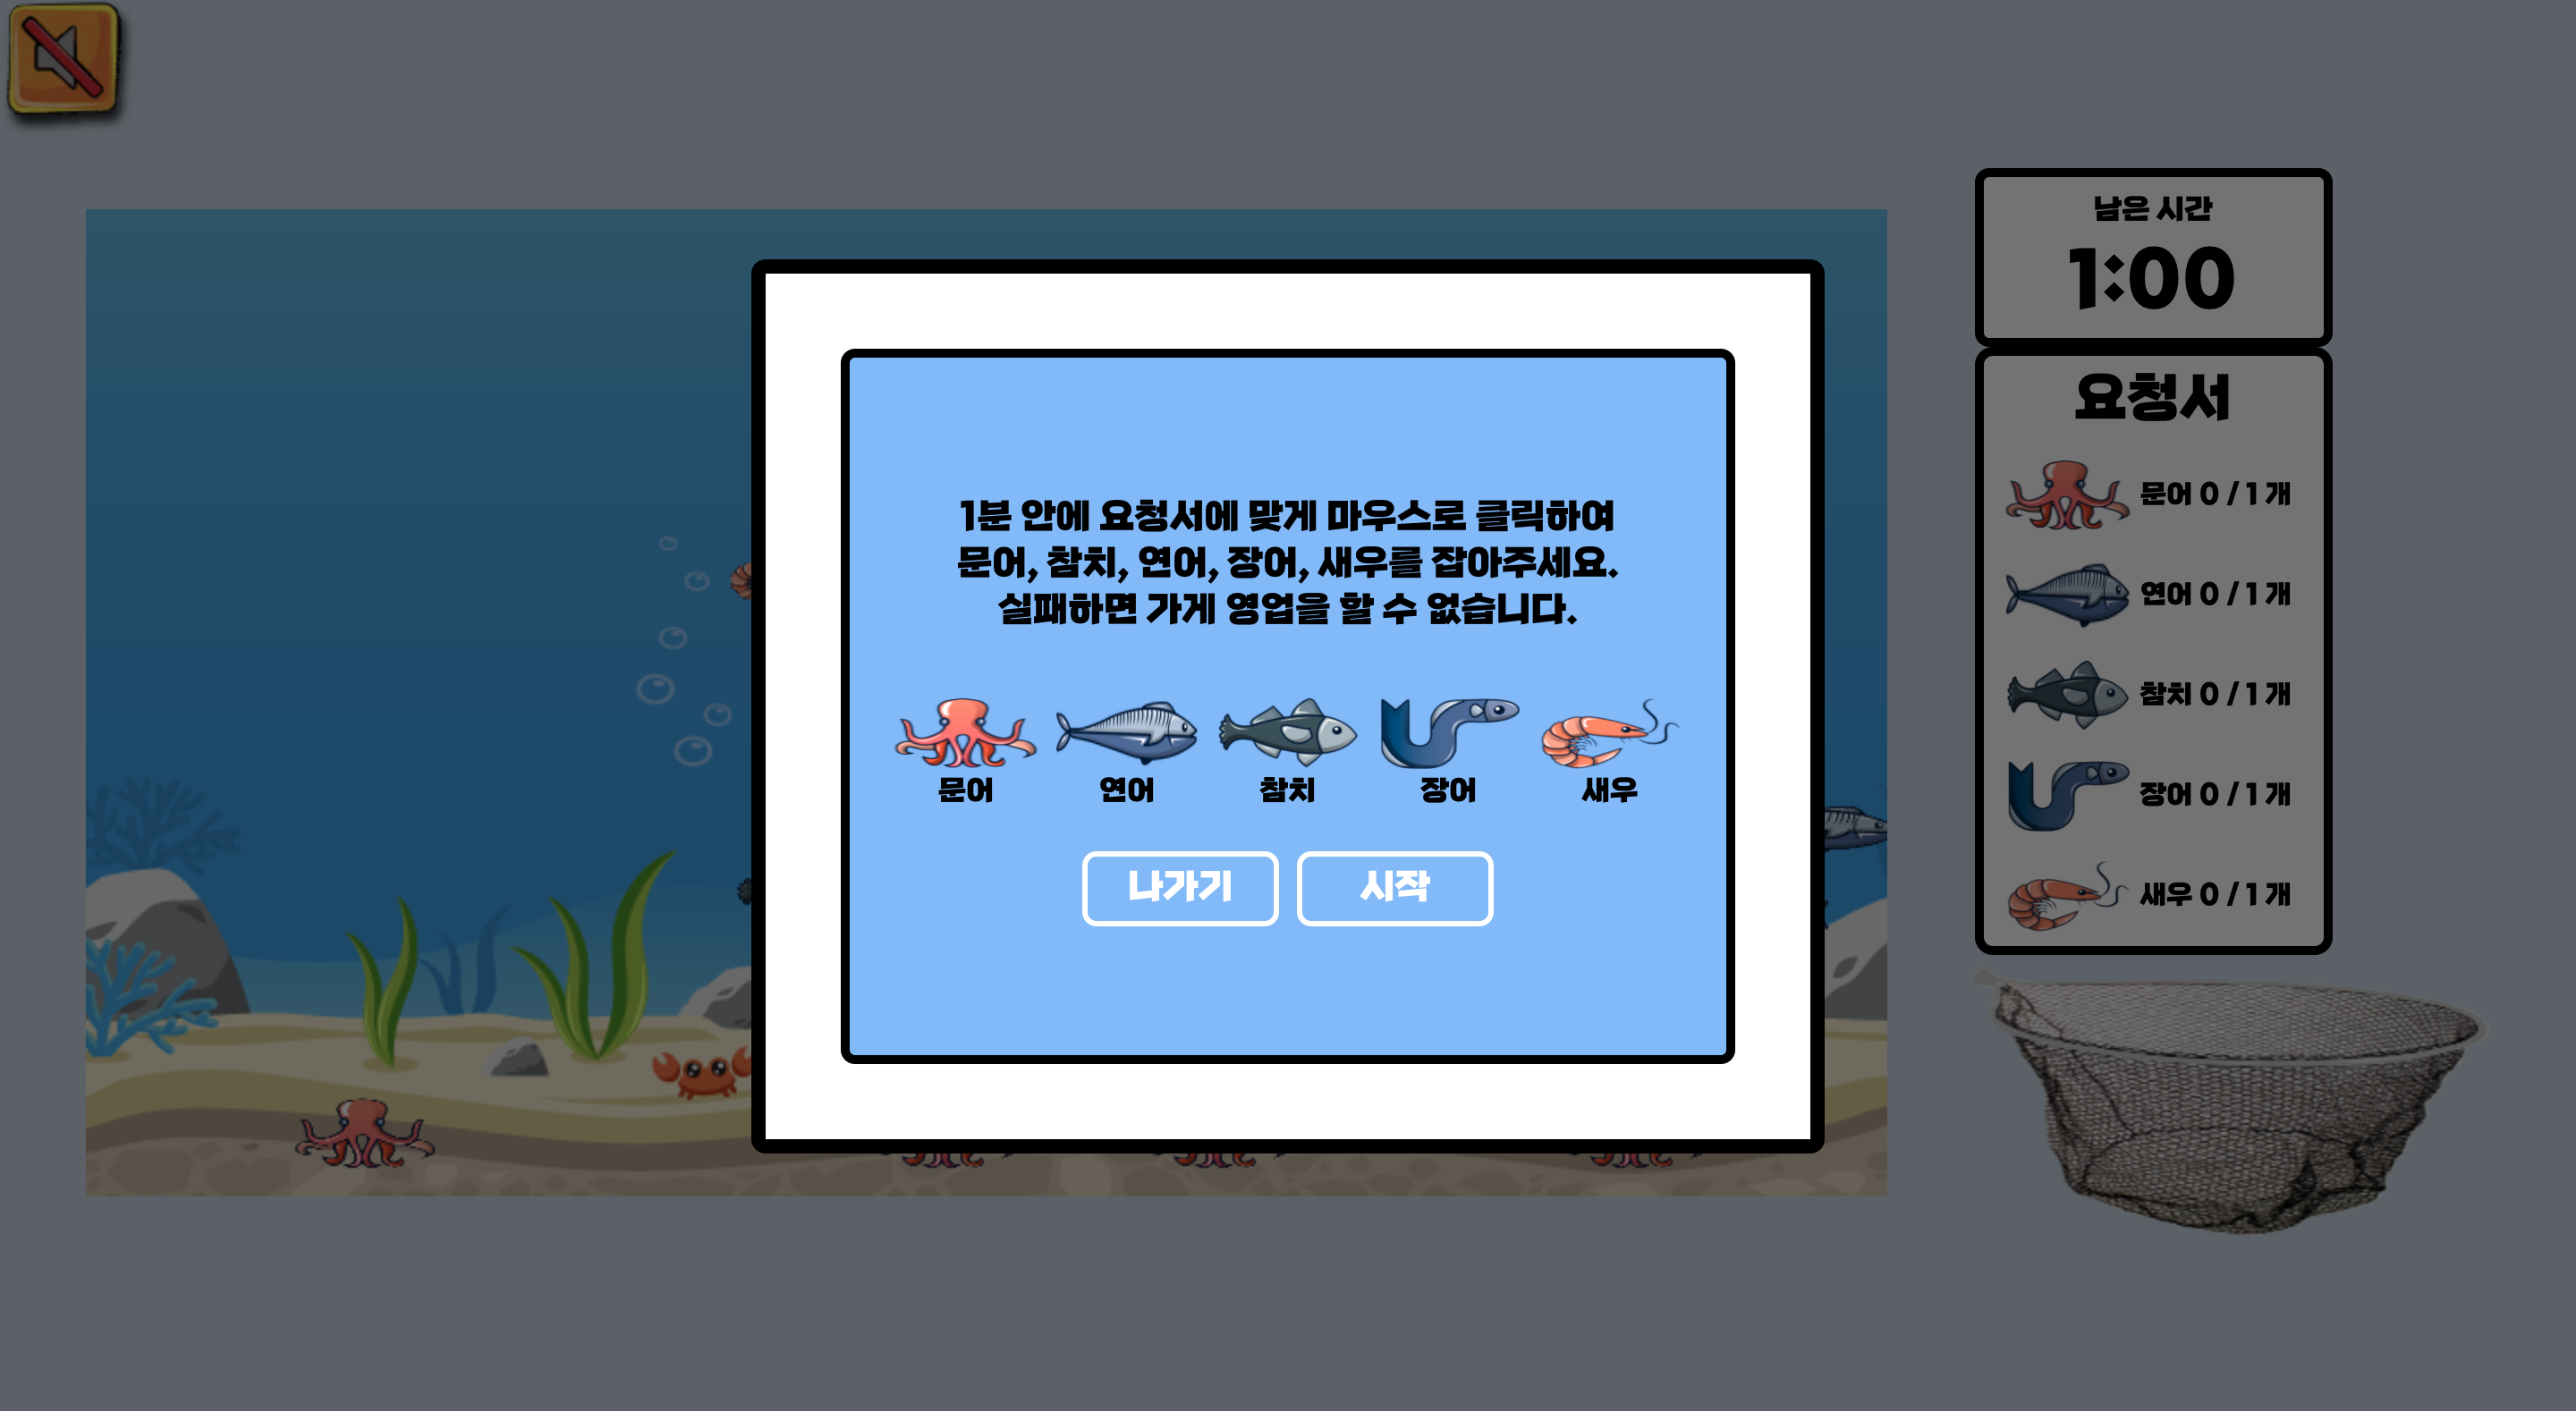 남은 시간
1:00
요청서
문어 0 / 1 개
연어 0 / 1 개
참치 0 / 1 개
장어 0 / 1 개
새우 0 / 1 개
1분 안에 요청서에 맞게 마우스로 클릭하여
문어, 참치, 연어, 장어, 새우를 잡아주세요.
실패하면 가게 영업을 할 수 없습니다.
문어 연어 참치 장어 새우
나가기 시작